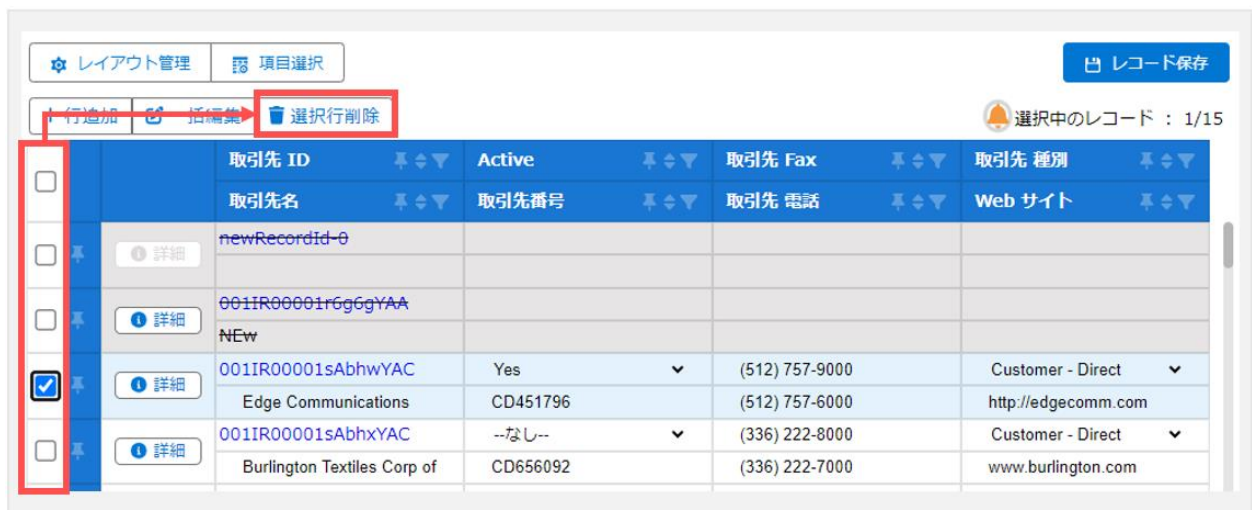 レイアウト管理 項目選択 レコード保存
行追加 括編集 選択行削除 選択中のレコード : 1/15
取引先 ID Active 取引先 Fax 取引先 種別
取引先名 取引先番号 取引先 電話 Web サイト
詳細 newRecordId-0
詳細 001IR00001r6g6gYAA
NEw
詳細 001IR00001sAbhwYAC Yes (512) 757-9000 Customer - Direct
Edge Communications CD451796 (512) 757-6000 http://edgecomm.com
詳細 001IR00001sAbhxYAC --なし-- (336) 222-8000 Customer - Direct
Burlington Textiles Corp of CD656092 (336) 222-7000 www.burlington.com